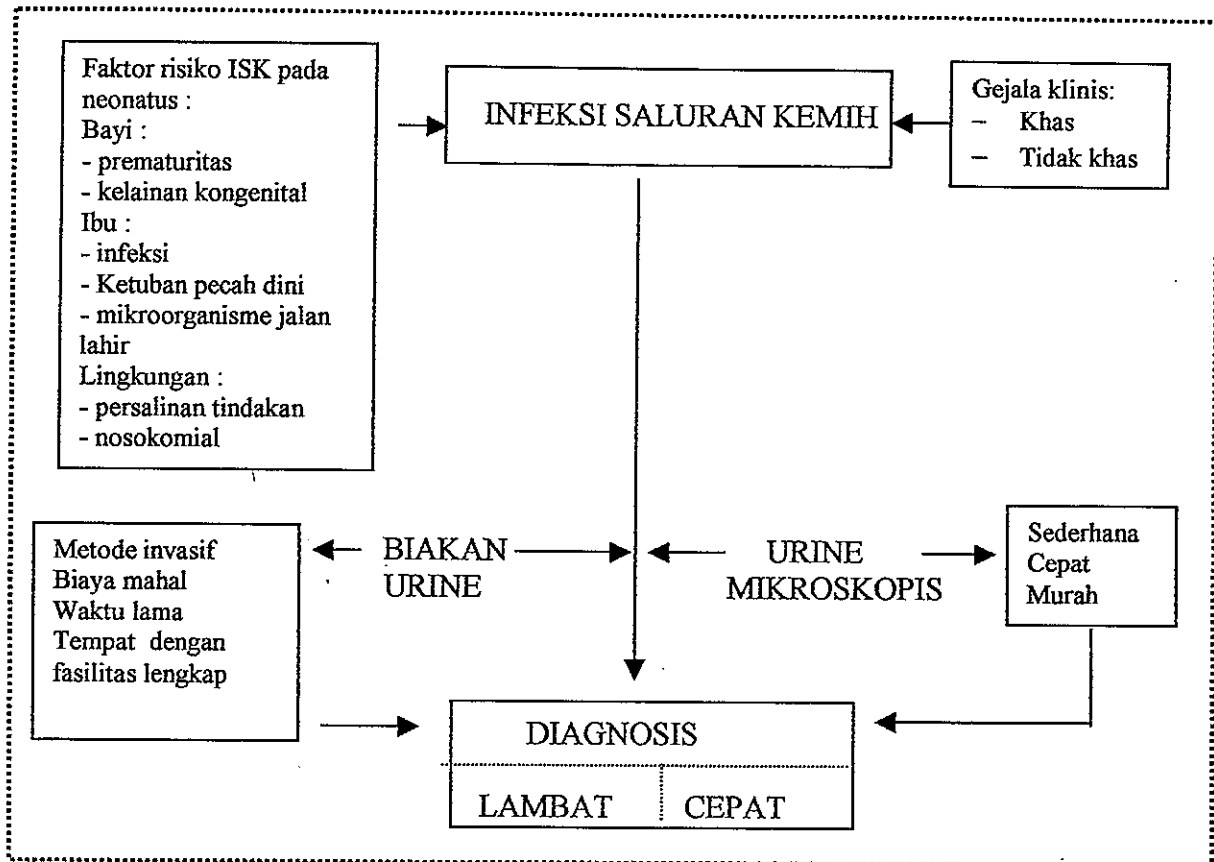 Faktor risiko ISK pada
neonatus :
Bayi :
- prematuritas
- kelainan kongenital
Ibu :
- infeksi
- Ketuban pecah dini
- mikroorganisme jalan
lahir
Lingkungan :
- persalinan tindakan
- nosokomial
INFEKSI SALURAN KEMIH
Gejala klinis:
– Khas
– Tidak khas
Metode invasif
Biaya mahal
Waktu lama
Tempat dengan
fasilitas lengkap
BIAKAN
URINE
URINE
MIKROSKOPIS
Sederhana
Cepat
Murah
DIAGNOSIS
LAMBAT
CEPAT